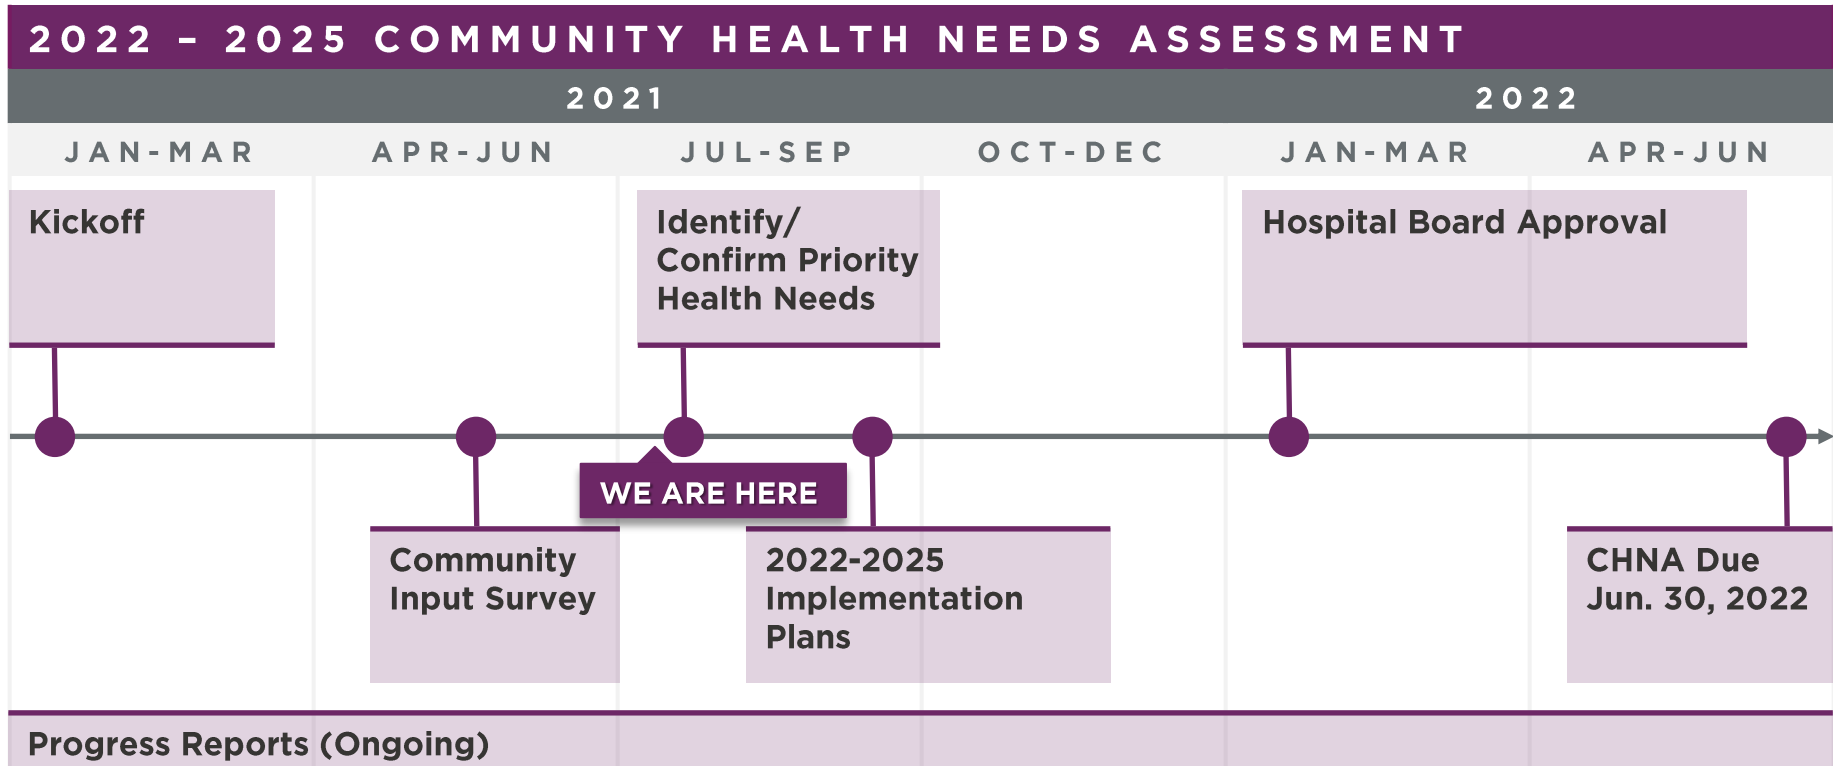 2022 – 2025 COMMUNITY HEALTH NEEDS ASSESSMENT
2021
2022
JAN-MAR
APR-JUN
JUL-SEP
OCT-DEC
JAN-MAR
APR-JUN
Kickoff
Identify/
Confirm Priority
Health Needs
Hospital Board Approval
WE ARE HERE
Community
Input Survey
2022-2025
Implementation
Plans
CHNA Due
Jun. 30, 2022
Progress Reports (Ongoing)